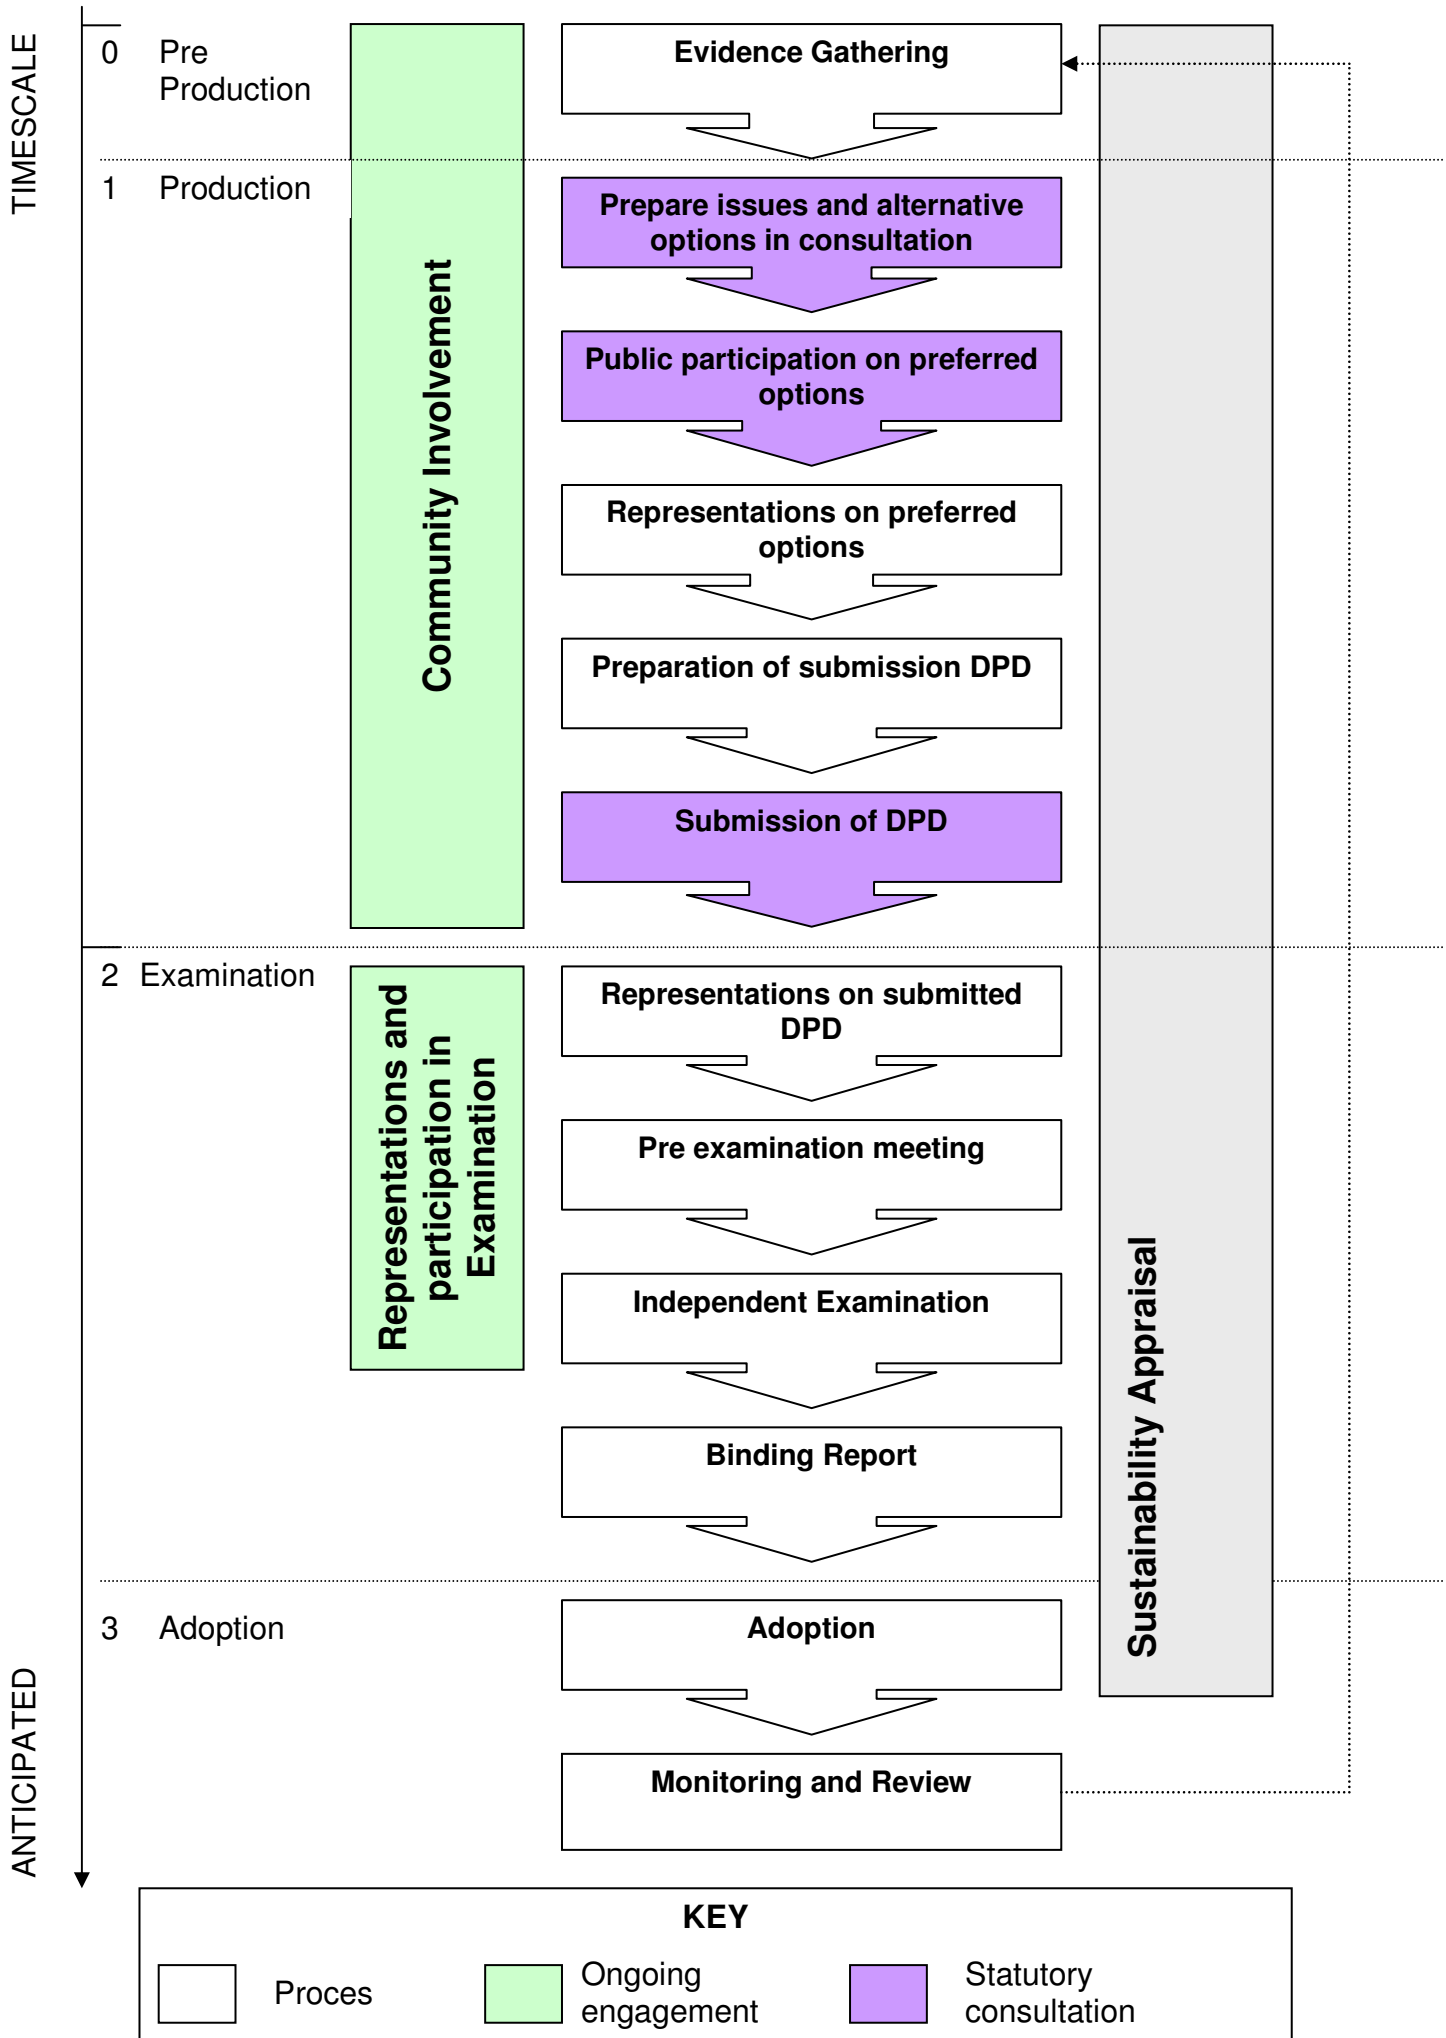 TIMESCALE
0 Pre
Production
Evidence Gathering
1 Production
Prepare issues and alternative
options in consultation
Community Involvement
Public participation on preferred
options
Representations on preferred
options
Preparation of submission DPD
Submission of DPD
2 Examination
Representations and
participation in
Examination
Representations on submitted
DPD
Pre examination meeting
Independent Examination
Binding Report
Sustainability Appraisal
3 Adoption
Adoption
Monitoring and Review
ANTICIPATED
KEY
Proces
Ongoing
engagement
Statutory
consultation